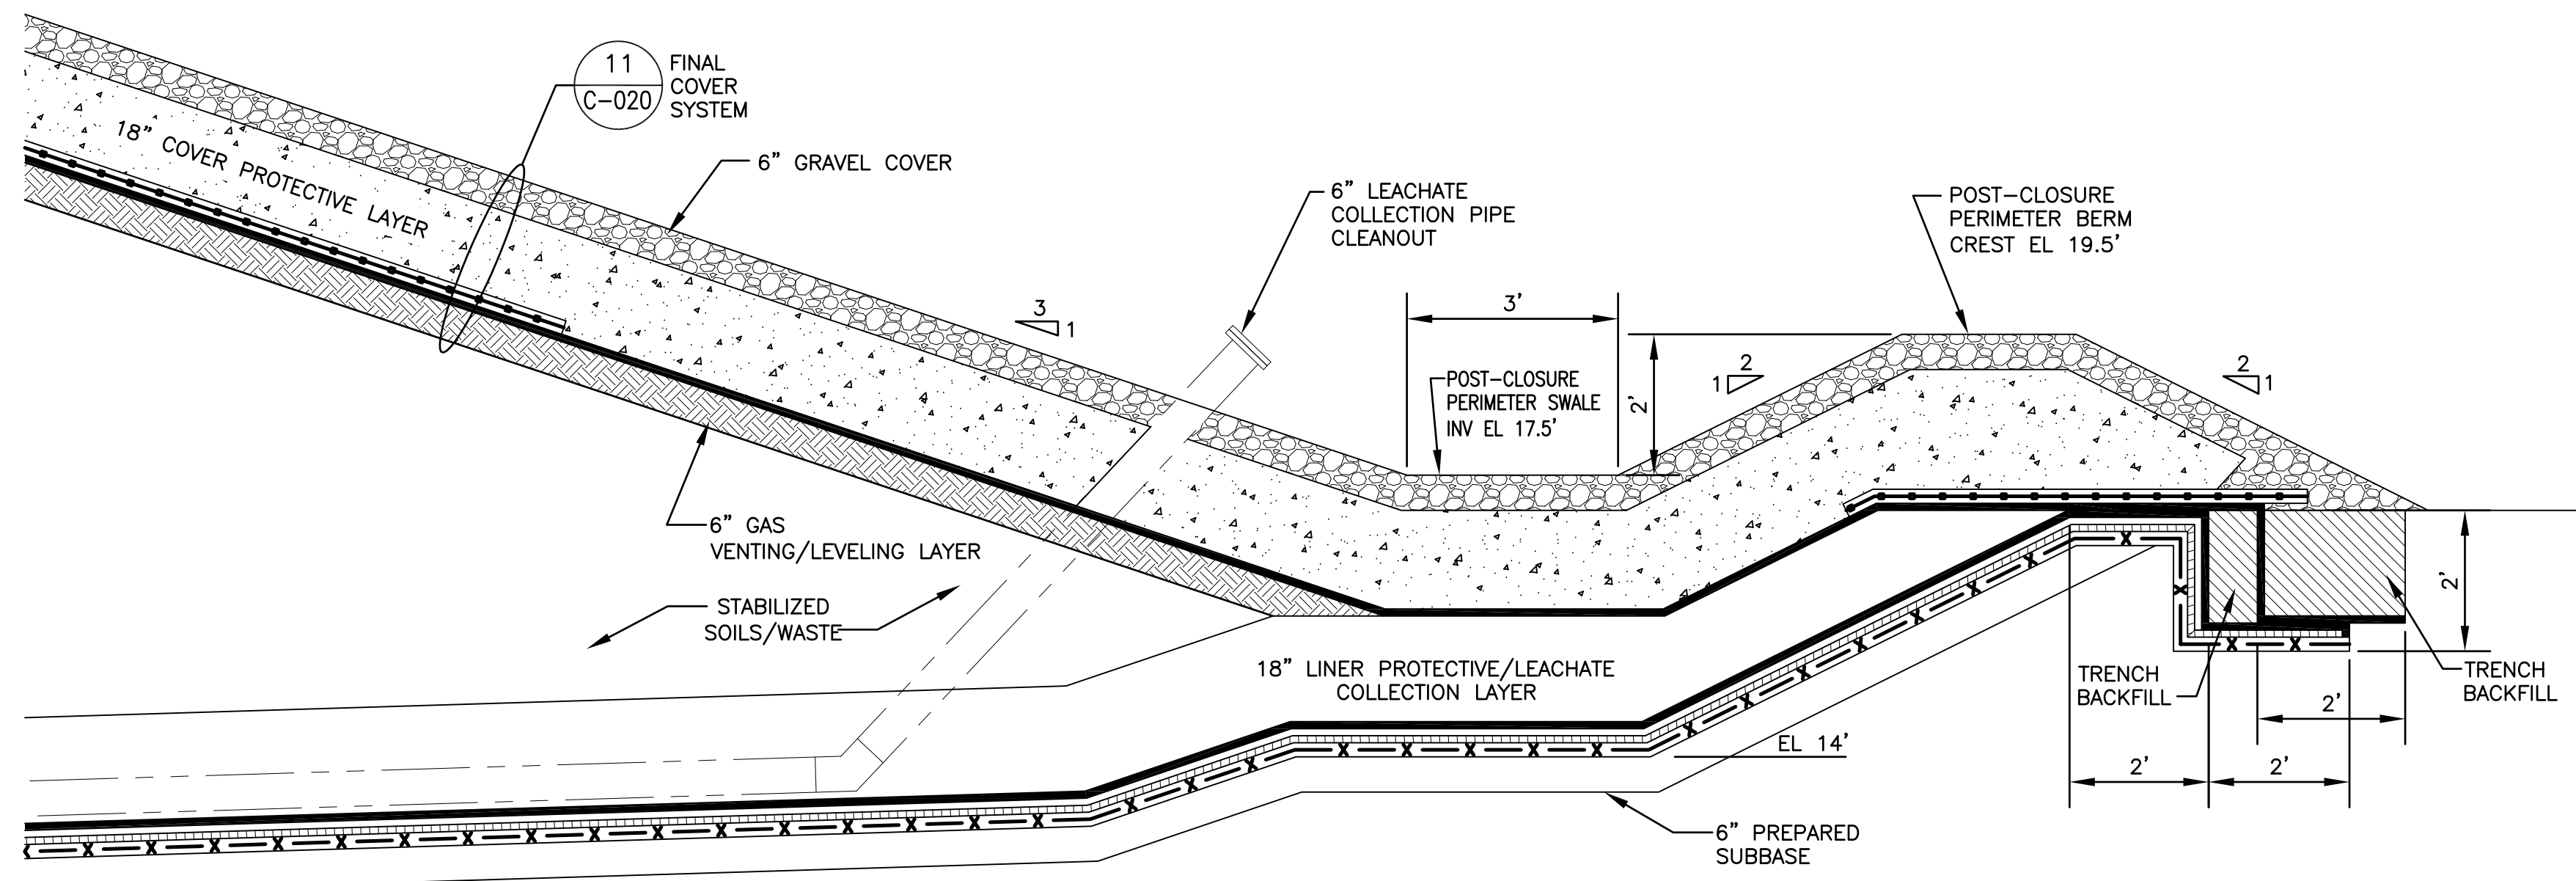 11
C-020
FINAL
COVER
SYSTEM
18" COVER PROTECTIVE LAYER
6" GRAVEL COVER
6" LEACHATE
COLLECTION PIPE
CLEANOUT
POST-CLOSURE
PERIMETER BERM
CREST EL 19.5'
3
1
3'
2'
POST-CLOSURE
PERIMETER SWALE
INV EL 17.5'
2
1
2
1
6" GAS
VENTING/LEVELING LAYER
STABILIZED
SOILS/WASTE
18" LINER PROTECTIVE/LEACHATE
COLLECTION LAYER
EL 14'
6" PREPARED
SUBBASE
TRENCH
BACKFILL
TRENCH
BACKFILL
2'
2'
2'
2'